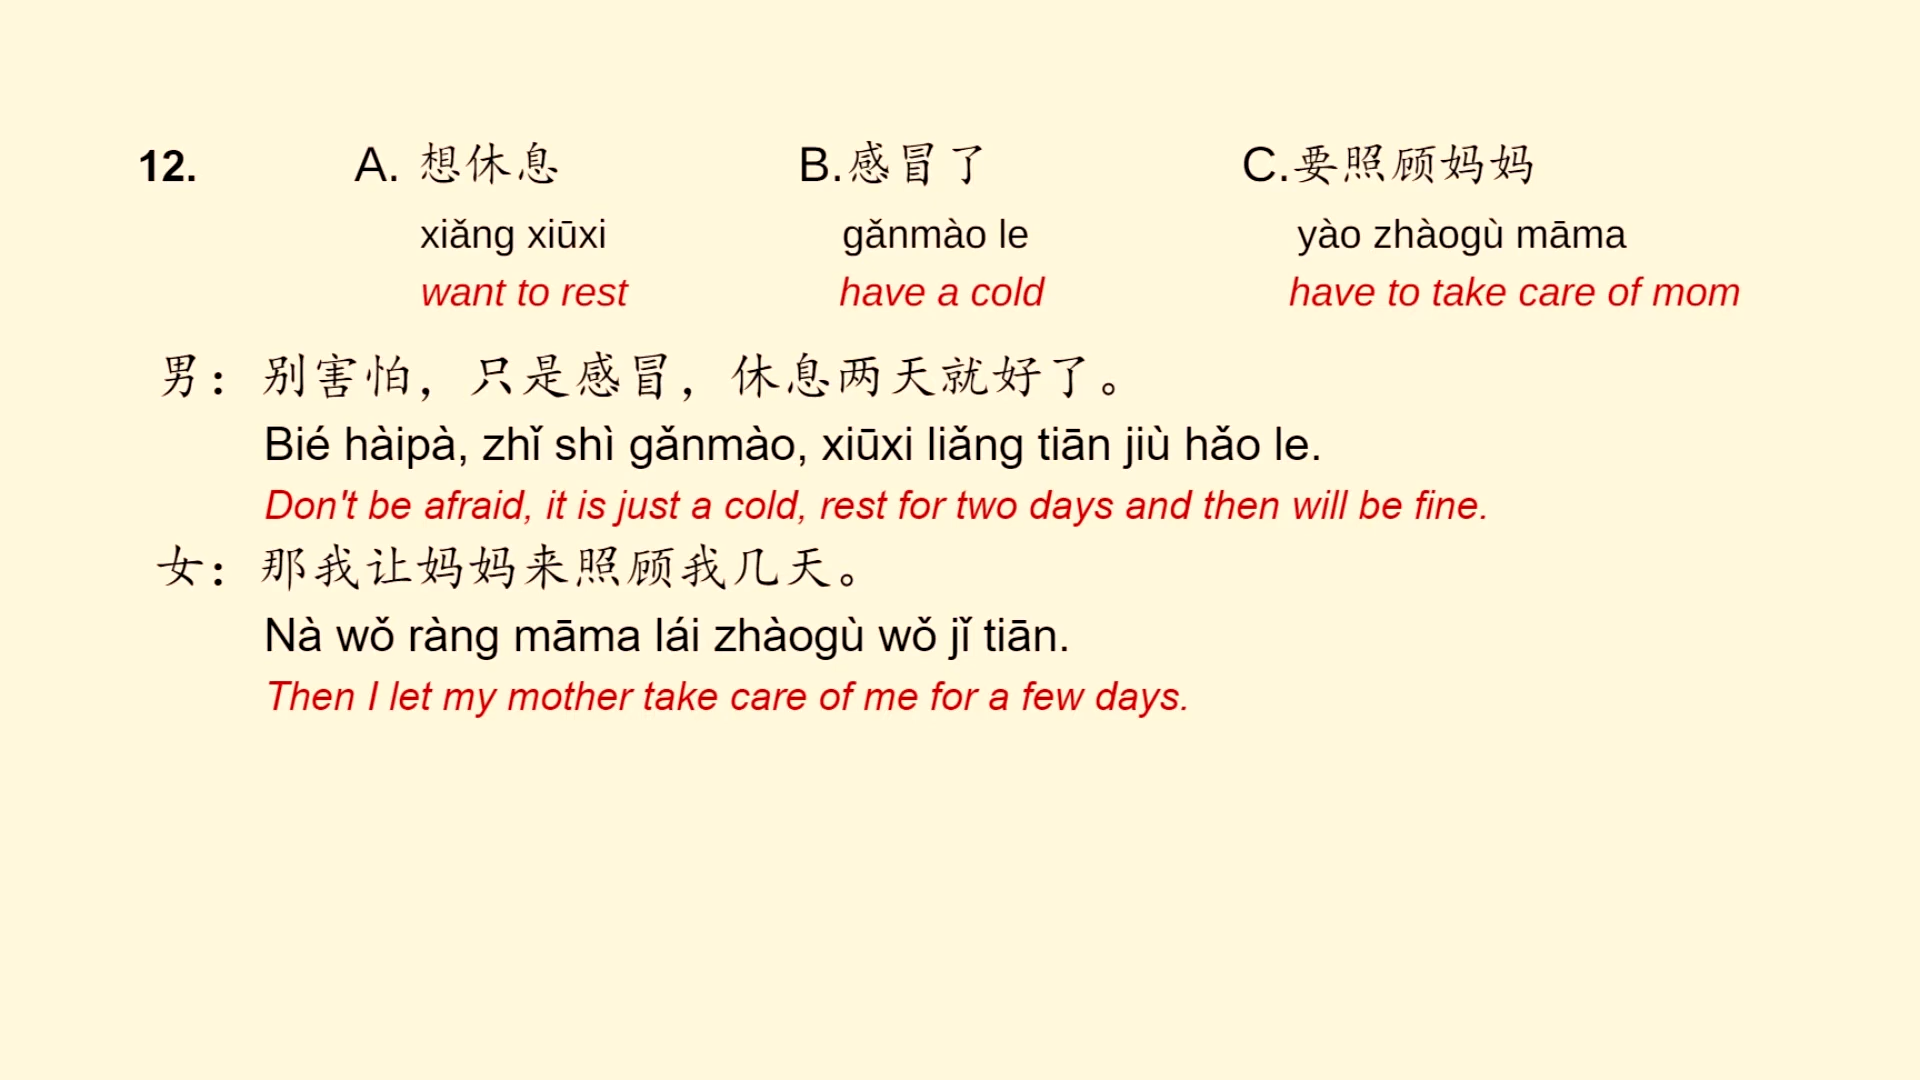 12. A. 想休息 B.感冒了 C.要照顾妈妈
xiǎng xiūxi gǎnmào le yào zhàogù māma
want to rest have a cold have to take care of mom
男：别害怕，只是感冒，休息两天就好了。
Bié hàipà, zhǐ shì gǎnmào, xiūxi liǎng tiān jiù hǎo le.
Don't be afraid, it is just a cold, rest for two days and then will be fine.
女：那我让妈妈来照顾我几天。
Nà wǒ ràng māma lái zhàogù wǒ jǐ tiān.
Then I let my mother take care of me for a few days.